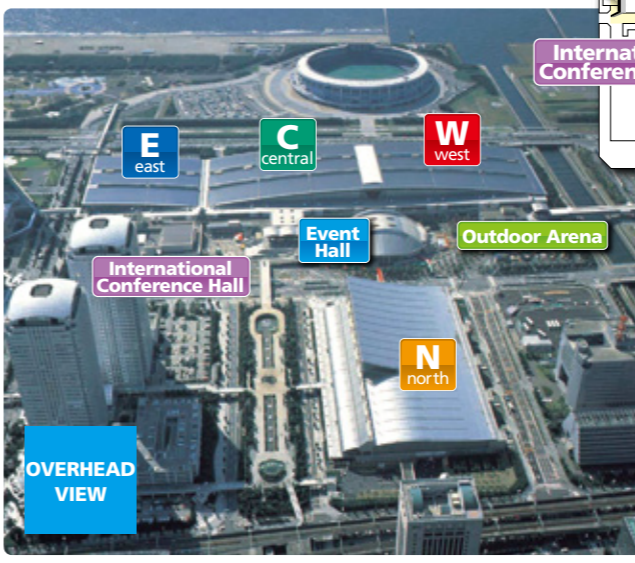 Internat
Conferen
E
east
C
central
W
west
Event
Hall
Outdoor Arena
International
Conference Hall
N
north
OVERHEAD
VIEW